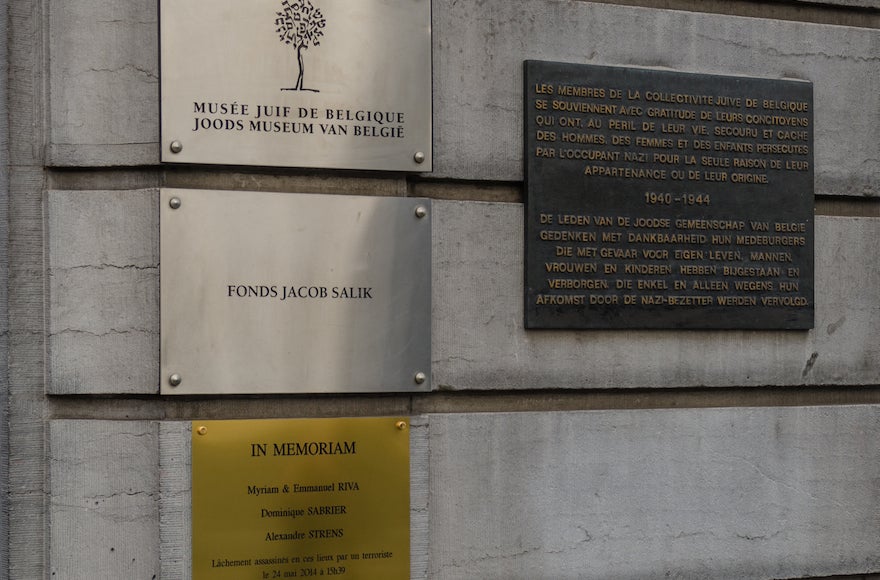 MUSÉE JUIF DE BELGIQUE
JOODS MUSEUM VAN BELGIË
FONDS JACOB SALIK
IN MEMORIAM
Myriam & Emmanuel RIVA
Dominique SABRIER
Alexandre STRENS
Lâchement assassinés en ces lieux par un terroriste
le 24 mai 2014 à 15h39
LES MEMBRES DE LA COLLECTIVITE JUIVE DE BELGIQUE
SE SOUVIENNENT AVEC GRATITUDE DE LEURS CONCITOYENS
QUI ONT, AU PERIL DE LEUR VIE, SECOURU ET CACHE
DES HOMMES, DES FEMMES ET DES ENFANTS PERSECUTES
PAR L'OCCUPANT NAZI POUR LA SEULE RAISON DE LEUR
APPARTENANCE OU DE LEUR ORIGINE.
1940-1944
DE LEDEN VAN DE JOODSE GEMEENSCHAP VAN BELGIE
GEDENKEN MET DANKBAARHEID HUN MEDEBURGERS
DIE MET GEVAAR VOOR EIGEN LEVEN, MANNEN,
VROUWEN EN KINDEREN HEBBEN BIJGESTAAN EN
VERBORGEN, DIE ENKEL EN ALLEEN WEGENS HUN
AFKOMST DOOR DE NAZI-BEZETTER WERDEN VERVOLGD.